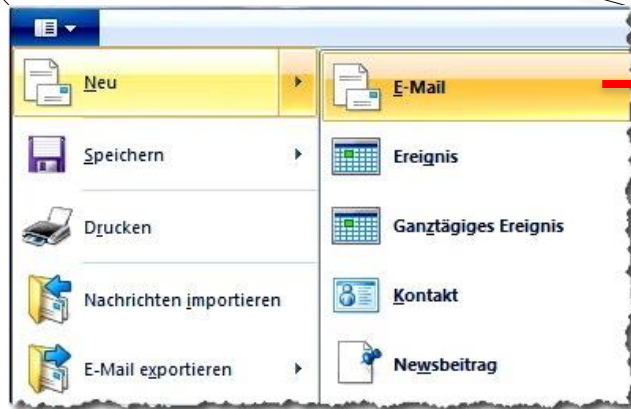 Neu
Speichern
Drucken
Nachrichten importieren
E-Mail exportieren
E-Mail
Ereignis
Ganztägiges Ereignis
Kontakt
Newsbeitrag